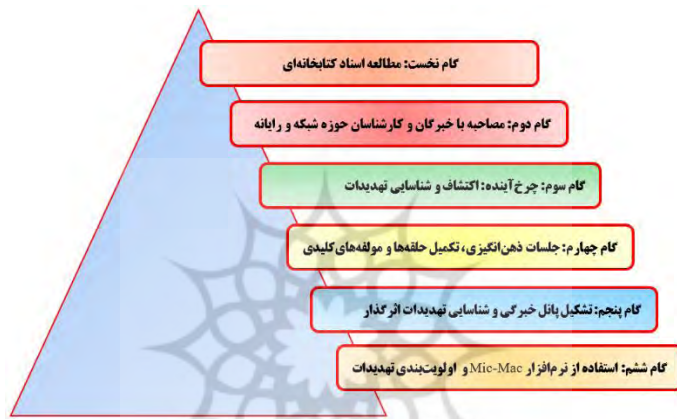 گام نخست: مطالعه اسناد کتابخانه‌ای
گام دوم: مصاحبه با خبرگان و کارشناسان حوزه شبکه و رایانه
گام سوم: چرخ‌آینده: اکتشاف و شناسایی تهدیدات
گام چهارم: جلسات ذهن‌انگیزی، تکمیل حلقه‌ها و مولفه‌های کلیدی
گام پنجم: تشکیل پانل خبرگی و شناسایی تهدیدات اثرگذار
گام ششم: استفاده از نرم‌افزار Mic-Mac و اولویت‌بندی تهدیدات